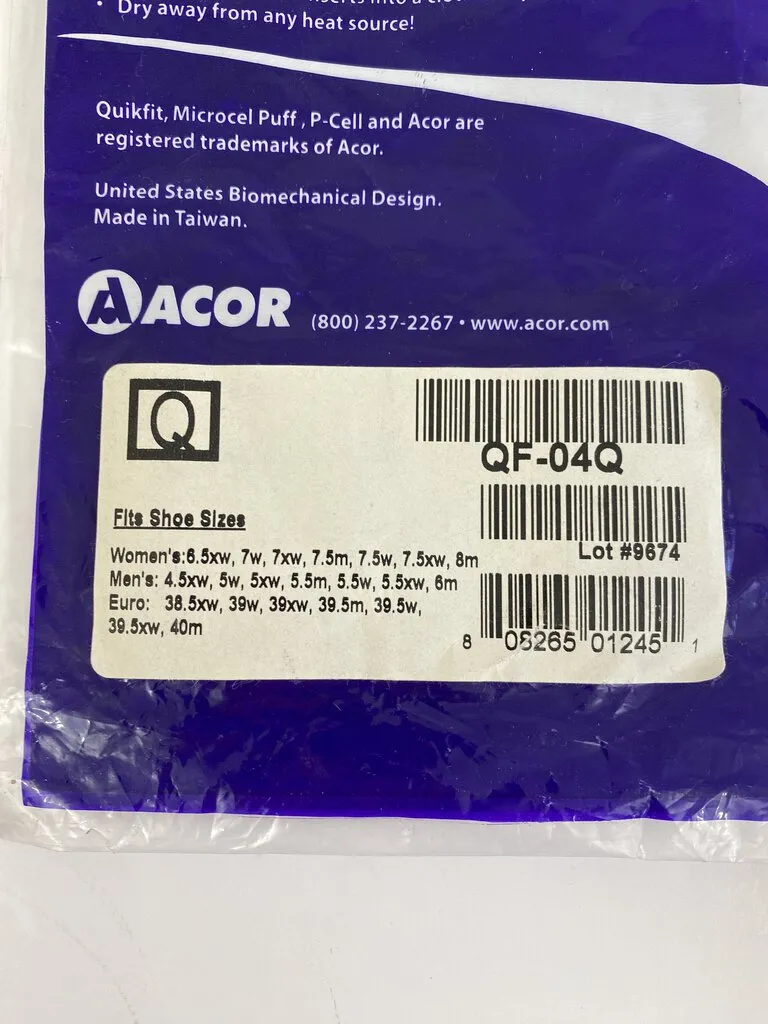 • Dry away from any heat source!
Quikfit, Microcel Puff , P-Cell and Acor are
registered trademarks of Acor.
United States Biomechanical Design.
Made in Taiwan.
A ACOR (800) 237-2267 • www.acor.com
Q
QF-04Q
Fits Shoe Sizes
Lot #9674
Women's:6.5xw, 7w, 7xw, 7.5m, 7.5w, 7.5xw, 8m
Men's: 4.5xw, 5w, 5xw, 5.5m, 5.5w, 5.5xw, 6m
Euro: 38.5xw, 39w, 39xw, 39.5m, 39.5w,
39.5xw, 40m
8 08265 01245 1